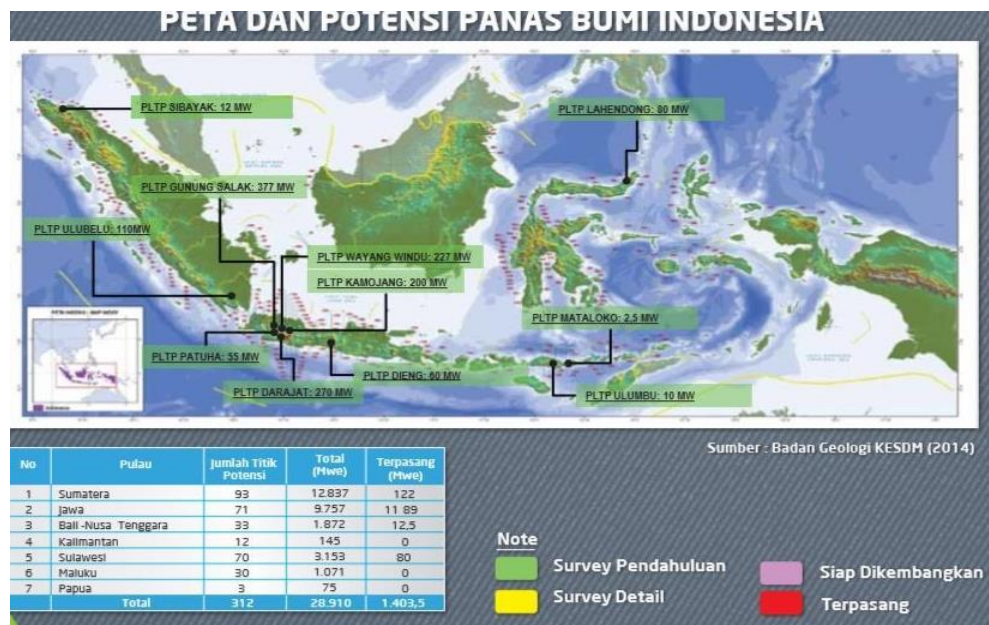 PETA DAN POTENSI PANAS BUMI INDONESIA
PLTP SIBAYAK: 12 MW
PLTP LAHENDONG: 80 MW
PLTP GUNUNG SALAK: 377 MW
PLTP ULUBELU: 110MW
PLTP WAYANG WINDU: 227 MW
PLTP KAMOJANG: 200 MW
PLTP MATALOKO: 2,5 MW
PLTP PATUHA: 55 MW
PLTP DIENG: 60 MW
PLTP DARAJAT: 270 MW
PLTP ULUMBU: 10 MW
Sumber : Badan Geologi KESDM (2014)
No Pulau Jumlah Titik Potensi Total (Mwe) Terpasang (Mwe)
1 Sumatera 93 12.837 122
2 Jawa 71 9.757 11 89
3 Bali -Nusa Tenggara 33 1.872 12,5
4 Kalimantan 12 145 0
5 Sulawesi 70 3.153 80
6 Maluku 30 1.071 0
7 Papua 3 75 0
Total 312 28.910 1.403,5
Note
Survey Pendahuluan
Survey Detail
Siap Dikembangkan
Terpasang